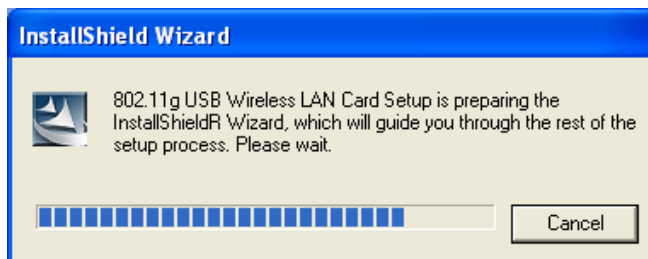 InstallShield Wizard
802.11g USB Wireless LAN Card Setup is preparing the
InstallShieldR Wizard, which will guide you through the rest of the
setup process. Please wait.
Cancel